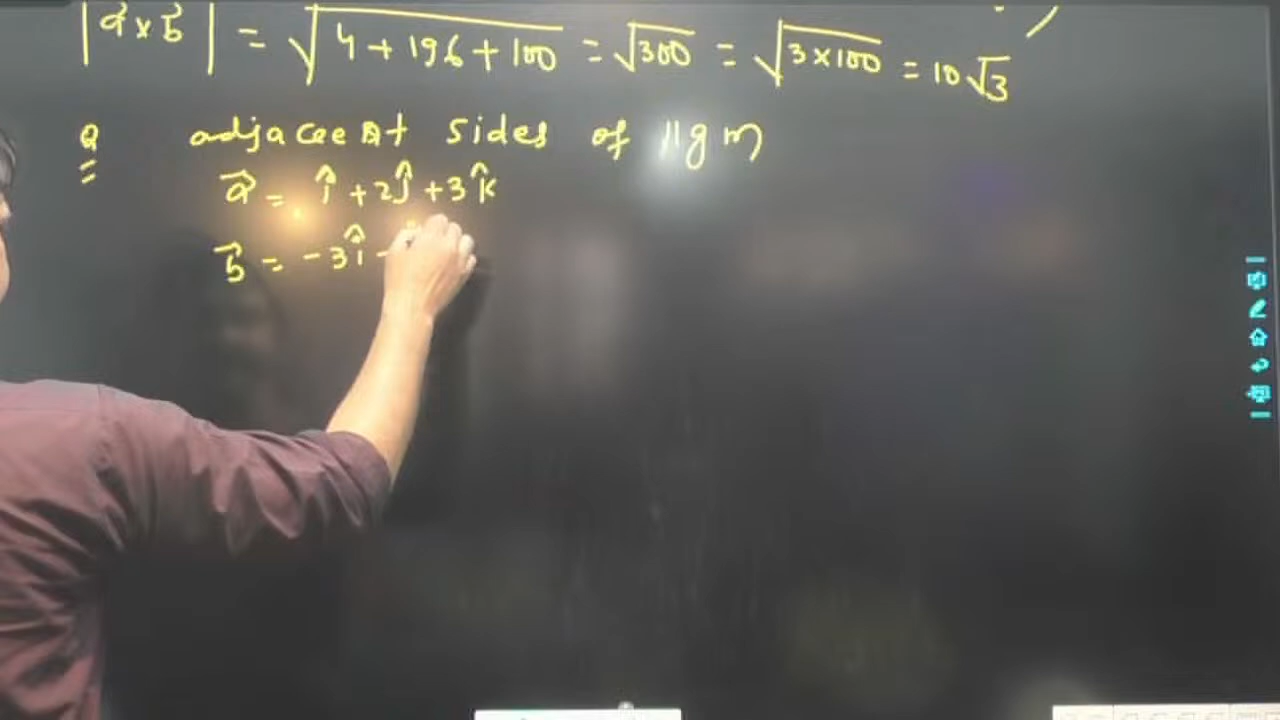 |a⃗ × b⃗| = √4 + 196 + 100 = √300 = √3×100 = 10√3
Q adjacent sides of ||gm
a⃗ = î + 2ĵ + 3k̂
b⃗ = -3î -